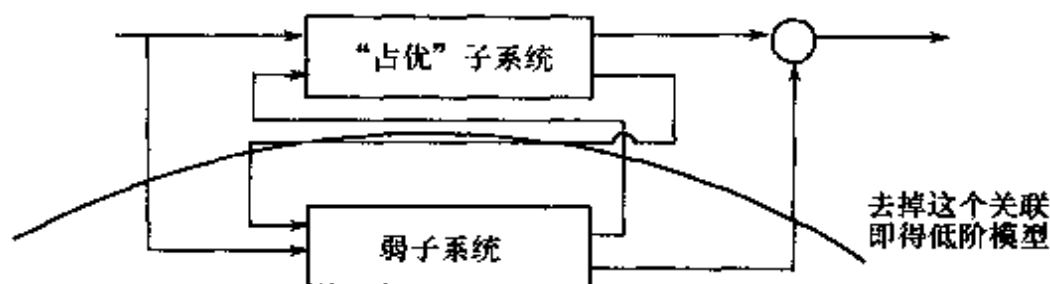 “占优”子系统
弱子系统
去掉这个关联
即得低阶模型